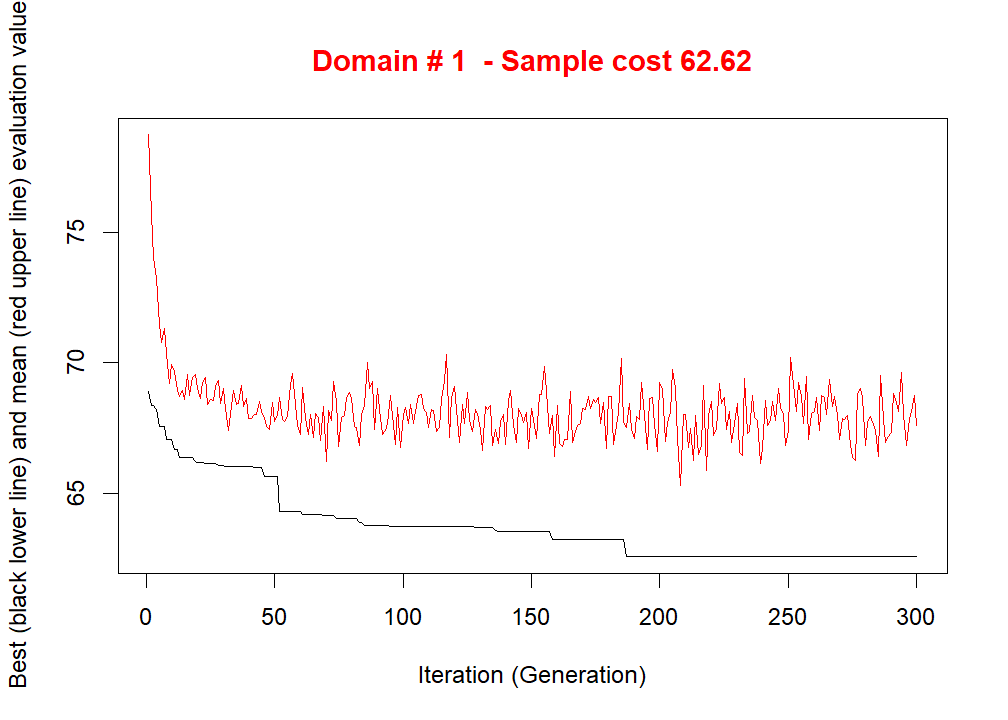 Domain # 1  - Sample cost 62.62
Best (black lower line) and mean (red upper line) evaluation value
75
70
65
0 50 100 150 200 250 300
Iteration (Generation)